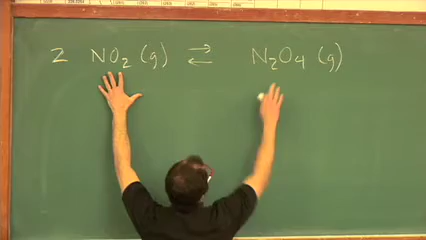 2 NO₂ (g) ⇌ N₂O₄ (g)